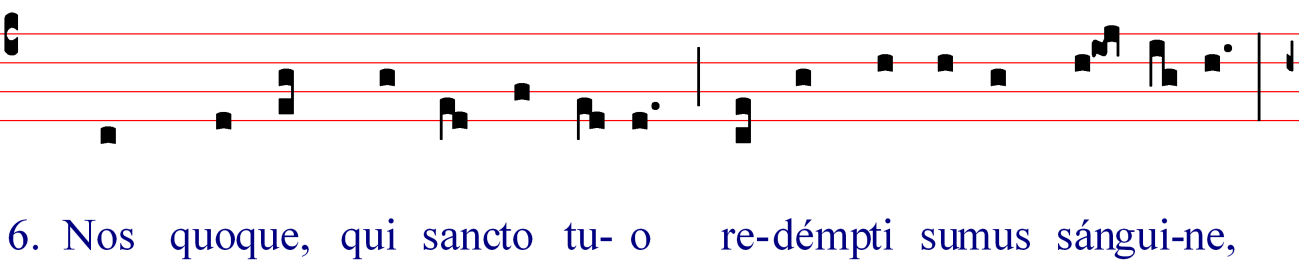 6. Nos quoque, qui sancto tu- o re-démpti sumus sángui-ne,